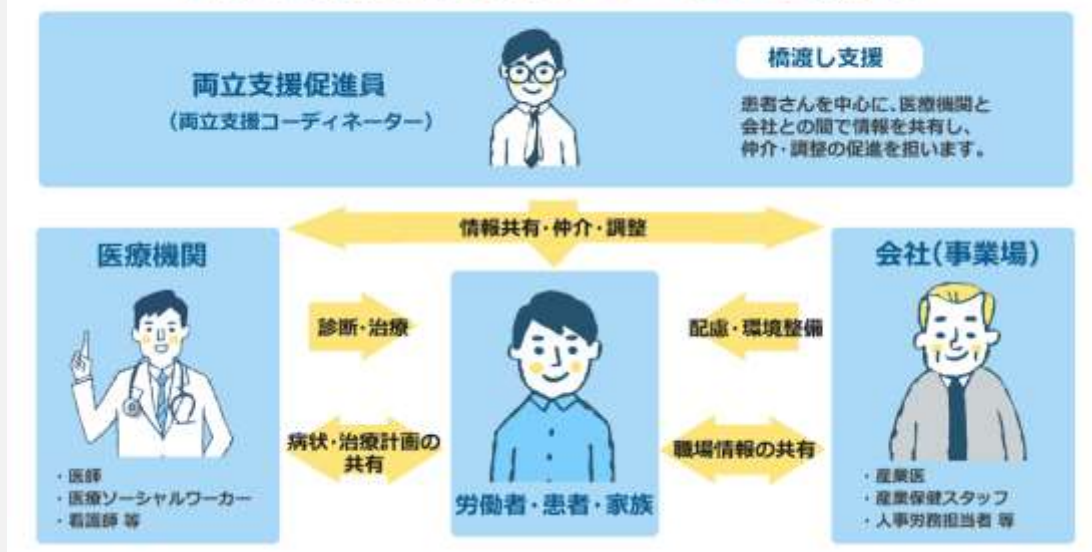 両立支援促進員
（両立支援コーディネーター）
橋渡し支援
患者さんを中心に、医療機関と
会社との間で情報を共有し、
仲介・調整の促進を担います。
情報共有・仲介・調整
医療機関
・医師
・医療ソーシャルワーカー
・看護師 等
診断・治療
病状・治療計画の
共有
労働者・患者・家族
配慮・環境整備
職場情報の共有
会社（事業場）
・産業医
・産業保健スタッフ
・人事労務担当者 等